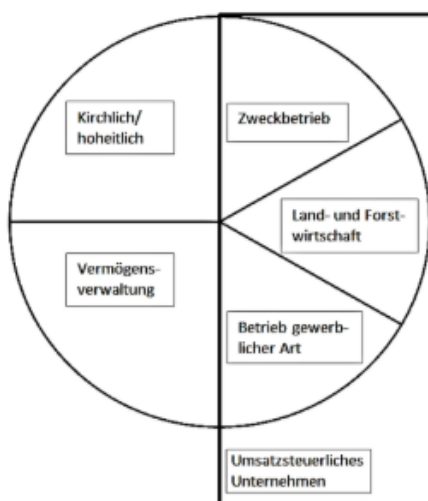 Kirchlich/
hoheitlich
Zweckbetrieb
Land- und Forst-
wirtschaft
Vermögens-
verwaltung
Betrieb gewerb-
licher Art
Umsatzsteuerliches
Unternehmen